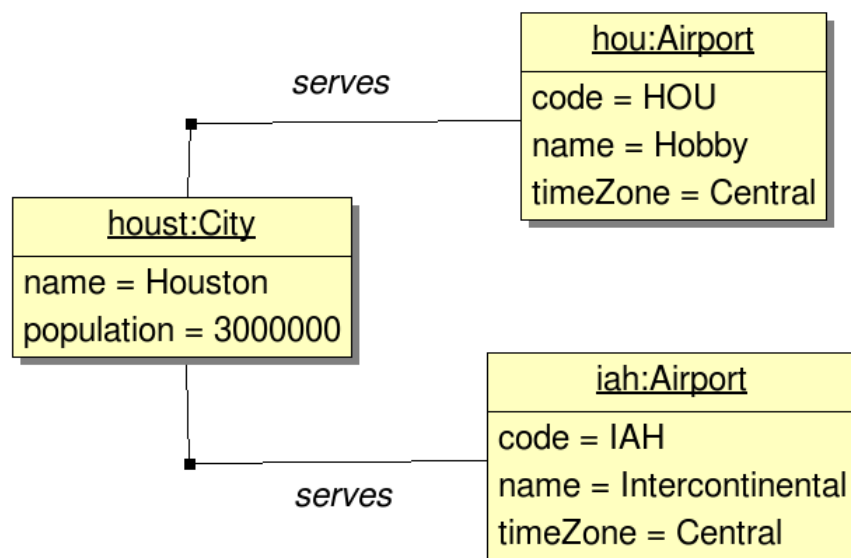 serves
hou:Airport
code = HOU
name = Hobby
timeZone = Central
houst:City
name = Houston
population = 3000000
iah:Airport
code = IAH
name = Intercontinental
timeZone = Central
serves